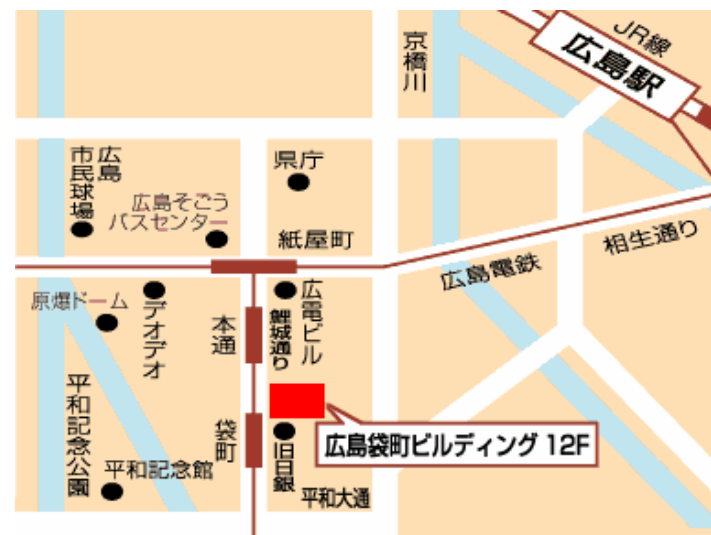 JR線
広島駅
京橋川
広島
市民球場
県庁
広島そごう
バスセンター
紙屋町
相生通り
広島電鉄
原爆ドーム
デオデオ
本通
鯉城通り
広電ビル
平和記念公園
袋町
広島袋町ビルディング 12F
旧日銀
平和記念館
平和大通